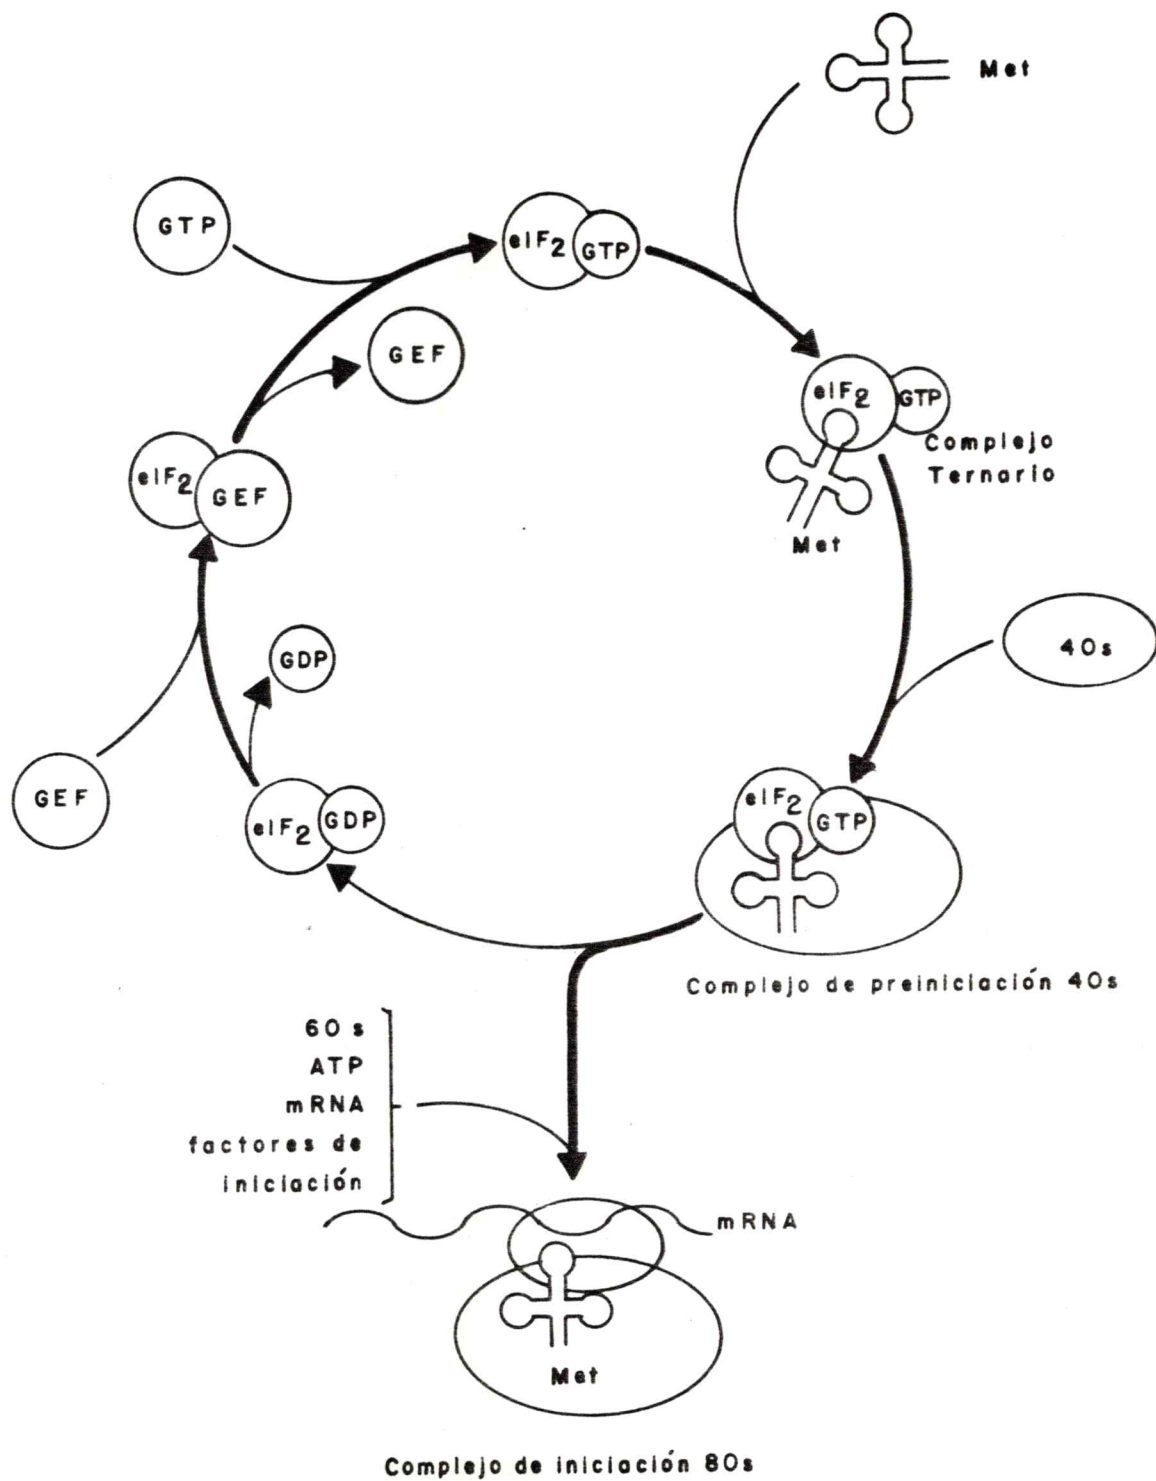 Met
GTP
eIF2
GTP
GEF
eIF2
GTP
Complejo
Ternario
Met
eIF2
GEF
40s
GDP
GEF
eIF2
GDP
eIF2
GTP
Complejo de preiniciación 40s
60 s
ATP
mRNA
factores de
iniciación
mRNA
Met
Complejo de iniciación 80s